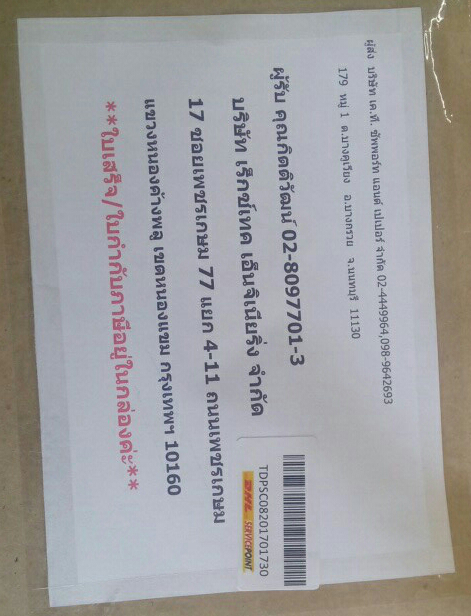 ผู้ส่ง บริษัท เค.ที. ซัพพอร์ท แอนด์ เปเปอร์ จำกัด 02-4449964,098-9642693
179 หมู่ 1 ต.บางคูเวียง อ.บางกรวย จ.นนทบุรี 11130
ผู้รับ คุณกิตติวัฒน์ 02-8097701-3
บริษัท เร็กซ์เทค เอ็นจิเนียริ่ง จำกัด
17 ซอยเพชรเกษม 77 แยก 4-11 ถนนเพชรเกษม
แขวงหนองค้างพลู เขตหนองแขม กรุงเทพฯ 10160
**ใบเสร็จ/ใบกำกับภาษีอยู่ในกล่องค่ะ**
TDPSC08201701730
DHL SERVICEPOINT